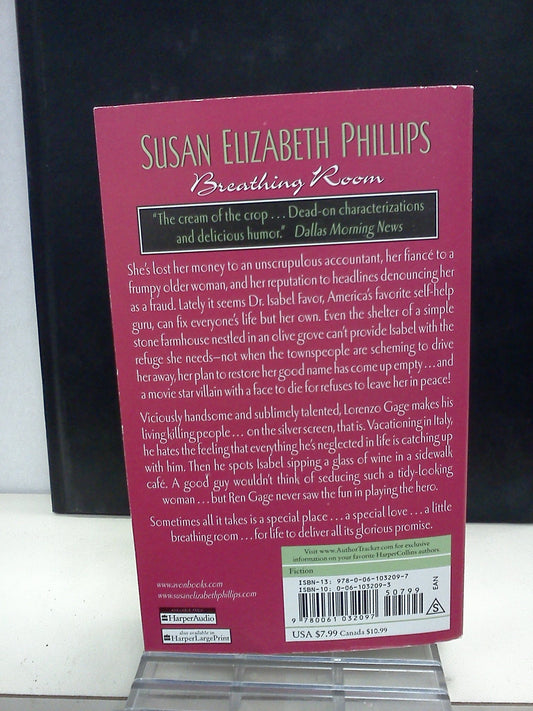 SUSAN ELIZABETH PHILLIPS
Breathing Room
"The cream of the crop . . . Dead-on characterizations
and delicious humor." Dallas Morning News
She's lost her money to an unscrupulous accountant, her fiancé to a
frumpy older woman, and her reputation to headlines denouncing her
as a fraud. Lately it seems Dr. Isabel Favor, America's favorite self-help
guru, can fix everyone's life but her own. Even the shelter of a simple
stone farmhouse nestled in an olive grove can't provide Isabel with the
refuge she needs—not when the townspeople are scheming to drive
her away, her plan to restore her good name has come up empty . . . and
a movie star villain with a face to die for refuses to leave her in peace!
Viciously handsome and sublimely talented, Lorenzo Gage makes his
living killing people . . . on the silver screen, that is. Vacationing in Italy,
he hates the feeling that everything he's neglected in life is catching up
with him. Then he spots Isabel sipping a glass of wine in a sidewalk
café. A good guy wouldn't think of seducing such a tidy-looking
woman . . . but Ren Gage never saw the fun in playing the hero.
Sometimes all it takes is a special place . . . a special love . . . a little
breathing room . . . for life to deliver all its glorious promise.
Visit www.AuthorTracker.com for exclusive
information on your favorite HarperCollins authors.
Fiction
ISBN-13: 978-0-06-103209-7
ISBN-10: 0-06-103209-3
50799
EAN
S
9 780061 032097
USA $7.99 Canada $10.99
www.avonbooks.com
www.susanelizabethphillips.com
AVAILABLE FROM
HarperAudio
also available in
HarperLargePrint